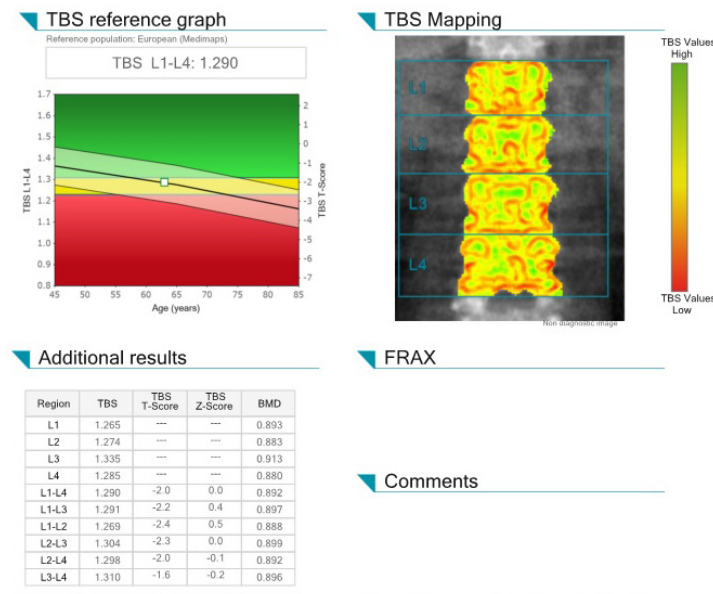 TBS reference graph
Reference population: European (Medimaps)
TBS L1-L4: 1.290
1.7
1.6
1.5
1.4
1.3
1.2
1.1
1.0
0.9
0.8
TBS L1-L4
2
1
0
-1
-2
-3
-4
-5
-6
-7
TBS T-Score
45 50 55 60 65 70 75 80 85
Age (years)
TBS Mapping
L1
L2
L3
L4
Non diagnostic image
TBS Values
High
TBS Values
Low
Additional results
Region TBS TBS T-Score TBS Z-Score BMD
L1 1.265 --- --- 0.893
L2 1.274 --- --- 0.883
L3 1.335 --- --- 0.913
L4 1.285 --- --- 0.880
L1-L4 1.290 -2.0 0.0 0.892
L1-L3 1.291 -2.2 0.4 0.897
L1-L2 1.269 -2.4 0.5 0.888
L2-L3 1.304 -2.3 0.0 0.899
L2-L4 1.298 -2.0 -0.1 0.892
L3-L4 1.310 -1.6 -0.2 0.896
FRAX
Comments